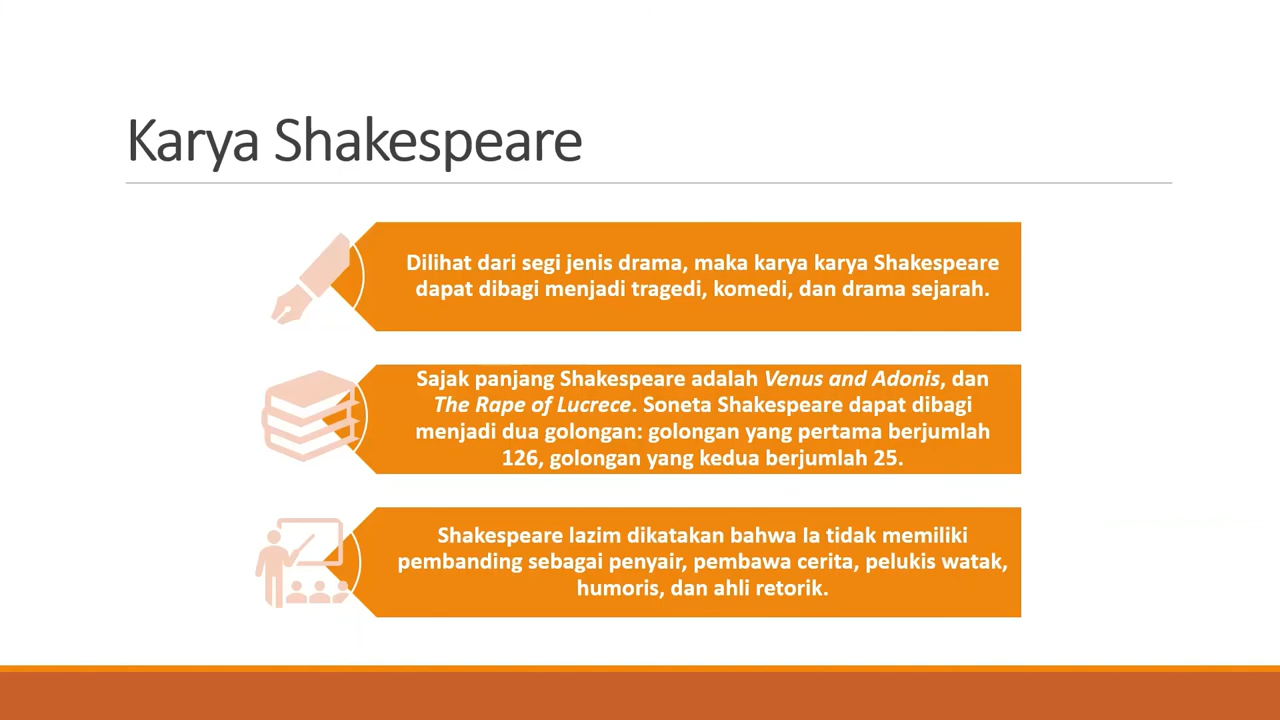 Karya Shakespeare
Dilihat dari segi jenis drama, maka karya karya Shakespeare
dapat dibagi menjadi tragedi, komedi, dan drama sejarah.
Sajak panjang Shakespeare adalah Venus and Adonis, dan
The Rape of Lucrece. Soneta Shakespeare dapat dibagi
menjadi dua golongan: golongan yang pertama berjumlah
126, golongan yang kedua berjumlah 25.
Shakespeare lazim dikatakan bahwa Ia tidak memiliki
pembanding sebagai penyair, pembawa cerita, pelukis watak,
humoris, dan ahli retorik.